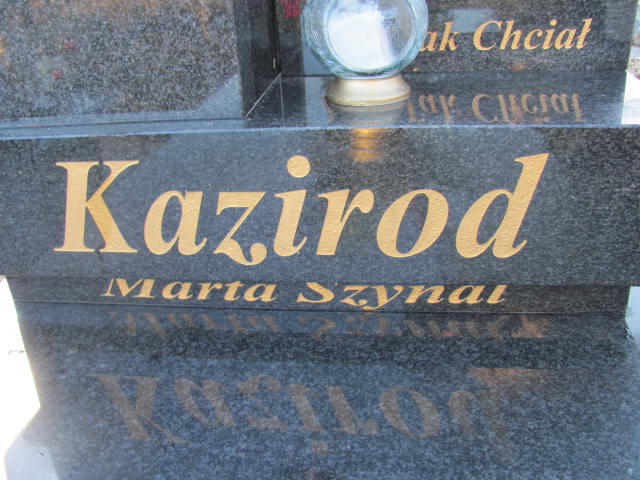 ak Chciał
Kazirod
Marta Szynal